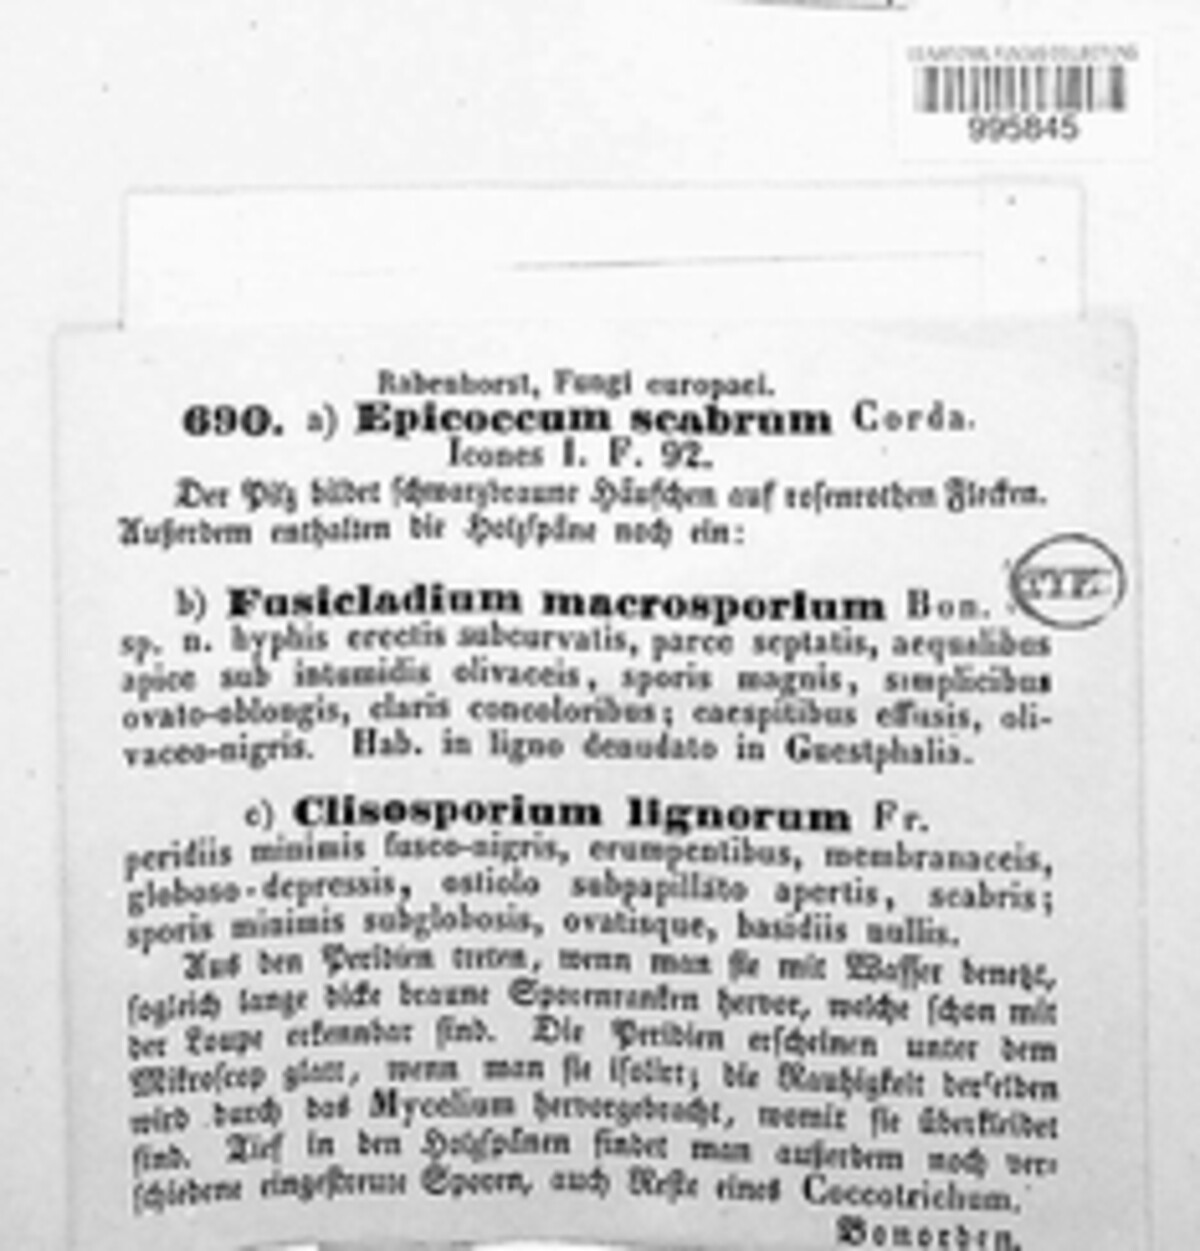 995845
Rabenhorst, Fungi europaei.
690. a) Epicoccum scabrum Corda.
Icones I. F. 92.
Der Pilz bildet schwarzbraune Häufchen auf rosenrothen Flecken.
Außerdem enthalten die Holzspäne noch ein:
b) Fusicladium macrosporium Bon.
sp. n. hyphis erectis subcurvatis, parce septatis, aequalibus
apice sub intumidis olivaceis, sporis magnis, simplicibus
ovato-oblongis, claris concoloribus; caespitibus effusis, oli-
vaceo-nigris. Hab. in ligno denudato in Guestphalia.
c) Clisosporium lignorum Fr.
peridiis minimis fusco-nigris, erumpentibus, membranaceis,
globoso-depressis, ostiolo subpapillato apertis, scabris;
sporis minimis subglobosis, ovatisque, basidiis nullis.
Aus den Peridien treten, wenn man sie mit Wasser benetzt,
sogleich lange dicke braune Sporenranken hervor, welche schon mit
der Loupe erkennbar sind. Die Peridien erscheinen unter dem
Mikroscop glatt, wenn man sie isolirt; die Rauhigkeit derselben
wird durch das Mycelium hervorgebracht, womit sie überkleidet
sind. Tief in den Holzspänen findet man außerdem noch ver-
schiedene eingestreute Sporen, auch Reste eines Coccotrichum.
Bonorden.